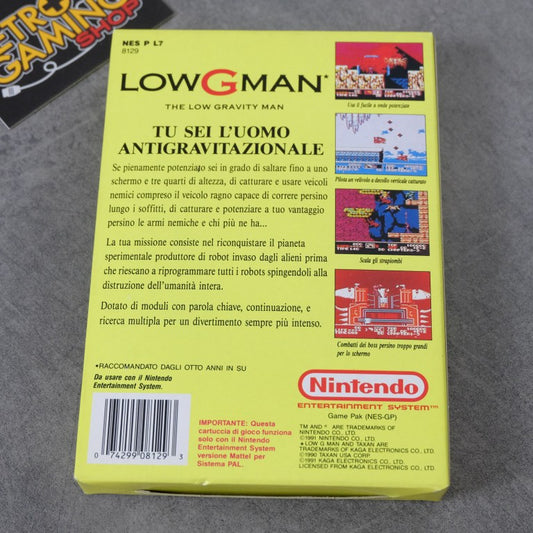 RETRO
GAMING
SHOP
NES P L7
8129
LOWGMAN*
THE LOW GRAVITY MAN
TU SEI L'UOMO
ANTIGRAVITAZIONALE
Se pienamente potenziato sei in grado di saltare fino a uno
schermo e tre quarti di altezza, di catturare e usare veicoli
nemici compreso il veicolo ragno capace di correre persino
lungo i soffitti, di catturare e potenziare a tuo vantaggio
persino le armi nemiche e chi più ne ha...
La tua missione consiste nel riconquistare il pianeta
sperimentale produttore di robot invaso dagli alieni prima
che riescano a riprogrammare tutti i robots spingendoli alla
distruzione dell'umanità intera.
Dotato di moduli con parola chiave, continuazione, e
ricerca multipla per un divertimento sempre più intenso.
Usa il fucile a onde potenziate
Pilota un velivolo a decollo verticale catturato
Scala gli strapiombi
Combatti dei boss persino troppo grandi
per lo schermo
*RACCOMANDATO DAGLI OTTO ANNI IN SU
Da usare con il Nintendo
Entertainment System.
0 74299 08129 3
IMPORTANTE: Questa
cartuccia di gioco funziona
solo con il Nintendo
Entertainment System
versione Mattel per
Sistema PAL.
Nintendo
ENTERTAINMENT SYSTEM™
Game Pak (NES-GP)
TM AND ® ARE TRADEMARKS OF
NINTENDO CO., LTD.
©1991 NINTENDO CO., LTD.
★LOW G MAN AND TAXAN ARE
TRADEMARKS OF KAGA ELECTRONICS CO., LTD.
©1990 TAXAN USA CORP.
©1991 KAGA ELECTRONICS CO., LTD.
LICENSED FROM KAGA ELECTRONICS CO., LTD.